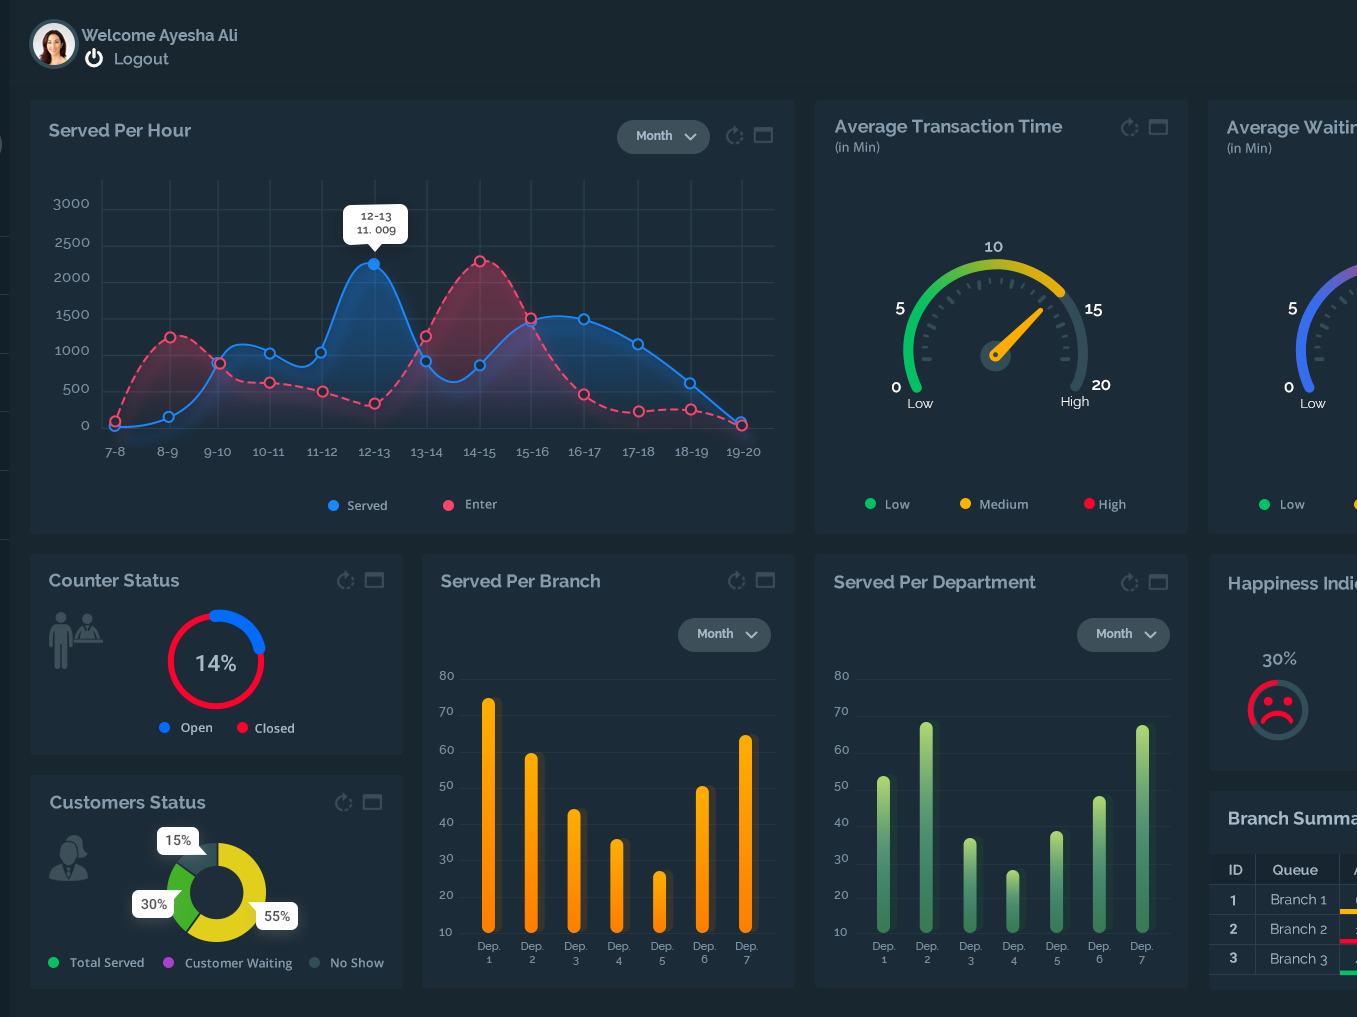 Welcome Ayesha Ali
Logout
Served Per Hour
Month
3000
2500
2000
1500
1000
500
0
12-13
11. 009
7-8 8-9 9-10 10-11 11-12 12-13 13-14 14-15 15-16 16-17 17-18 18-19 19-20
Served Enter
Average Transaction Time
(in Min)
10
5 15
0 20
Low High
Low Medium High
Average Waitin
(in Min)
5
0
Low
Low
Counter Status
14%
Open Closed
Customers Status
15%
30%
55%
Total Served Customer Waiting No Show
Served Per Branch
Month
80
70
60
50
40
30
20
10
Dep. Dep. Dep. Dep. Dep. Dep. Dep.
1 2 3 4 5 6 7
Served Per Department
Month
80
70
60
50
40
30
20
10
Dep. Dep. Dep. Dep. Dep. Dep. Dep.
1 2 3 4 5 6 7
Happiness Indic
30%
Branch Summa
ID Queue
1 Branch 1
2 Branch 2
3 Branch 3